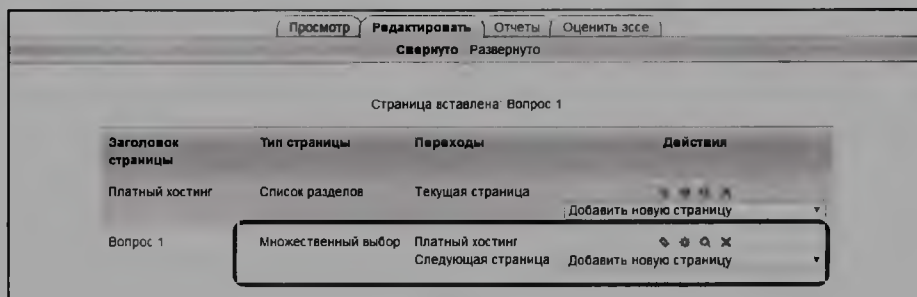 Просмотр Редактировать Отчеты Оценить эссе
Свернуто Развернуто
Страница вставлена: Вопрос 1
Заголовок страницы Тип страницы Переходы Действия
Платный хостинг Список разделов Текущая страница
Добавить новую страницу
Вопрос 1 Множественный выбор Платный хостинг
Следующая страница Добавить новую страницу